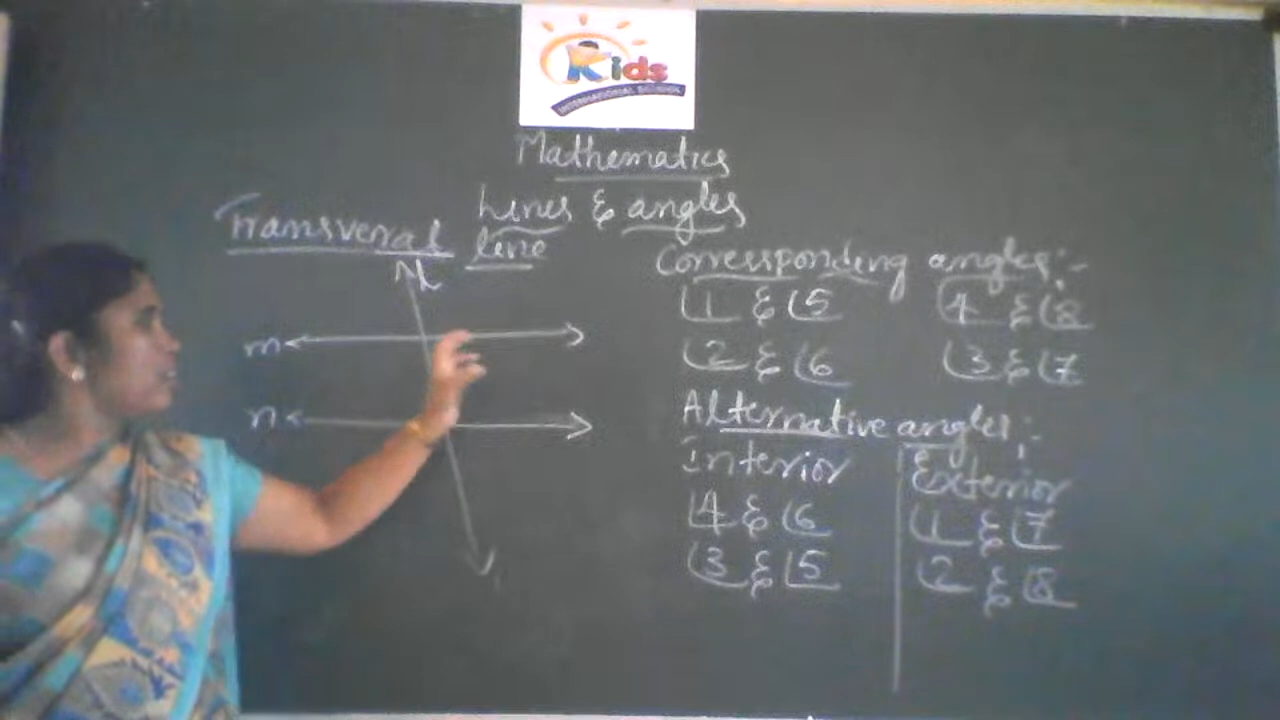 Kids
INTERNATIONAL SCHOOL
Mathematics
Lines & angles
Transveral line
m
n
Corresponding angles:-
∠1 & ∠5 ∠4 & ∠8
∠2 & ∠6 ∠3 & ∠7
Alternative angles:-
Interior Exterior
∠4 & ∠6 ∠1 & ∠7
∠3 & ∠5 ∠2 & ∠8